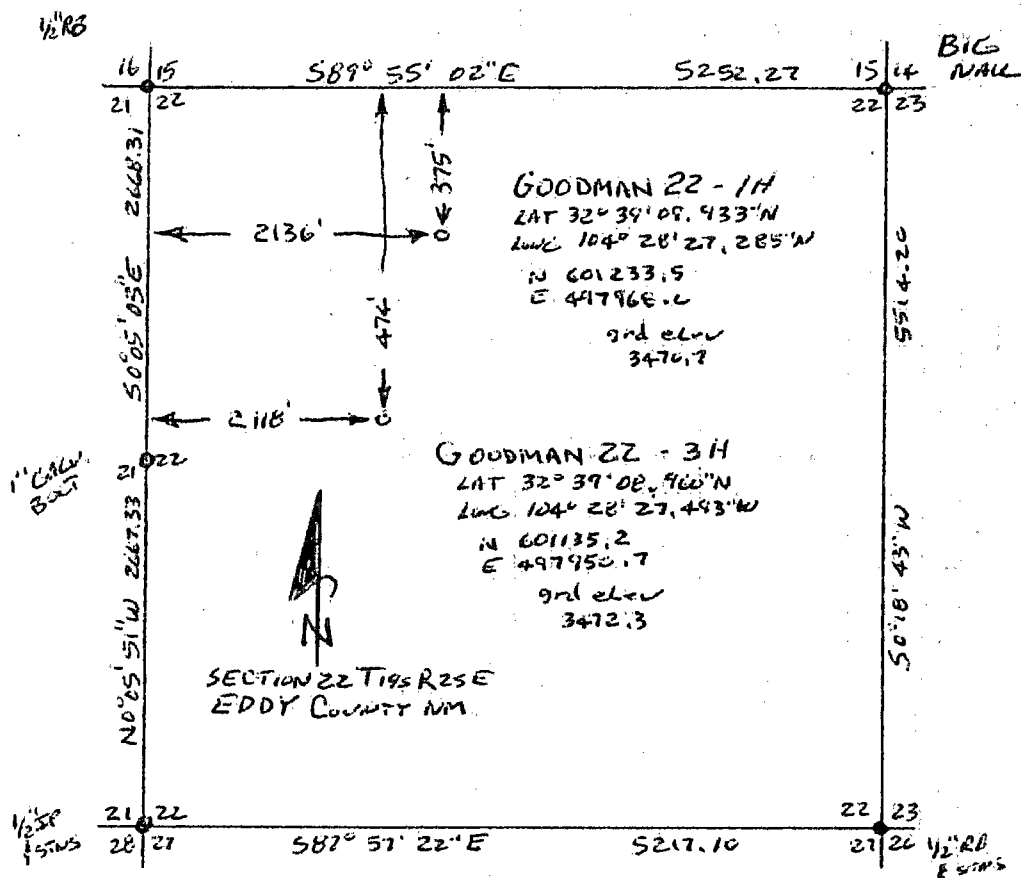 1/2" RB
BIG
NAIL
16 15
S89° 55' 02"E 5252.27
15 14
21 22
22 23
2668.31
375'
GOODMAN 22 - 1H
LAT 32° 39' 09.933"N
LONG 104° 28' 27.285"W
2136'
N 601233.5
E 497968.6
grd elev
S0° 05' 03"E
474'
5514.20
2118'
GOODMAN 22 - 3H
LAT 32° 39' 08.960"N
LONG 104° 28' 27.493"W
21 22
1" GALV.
BOLT
N 601135.2
E 497950.7
grd elev
3472.3
N0° 05' 51"W 2667.33
S0° 18' 43"W
N
SECTION 22 T19S R25E
EDDY COUNTY NM
21 22
22 23
1/2" IP
& STNS
28 27
S87° 57' 22"E 5217.10
27 26
1/2" RB
& STNS